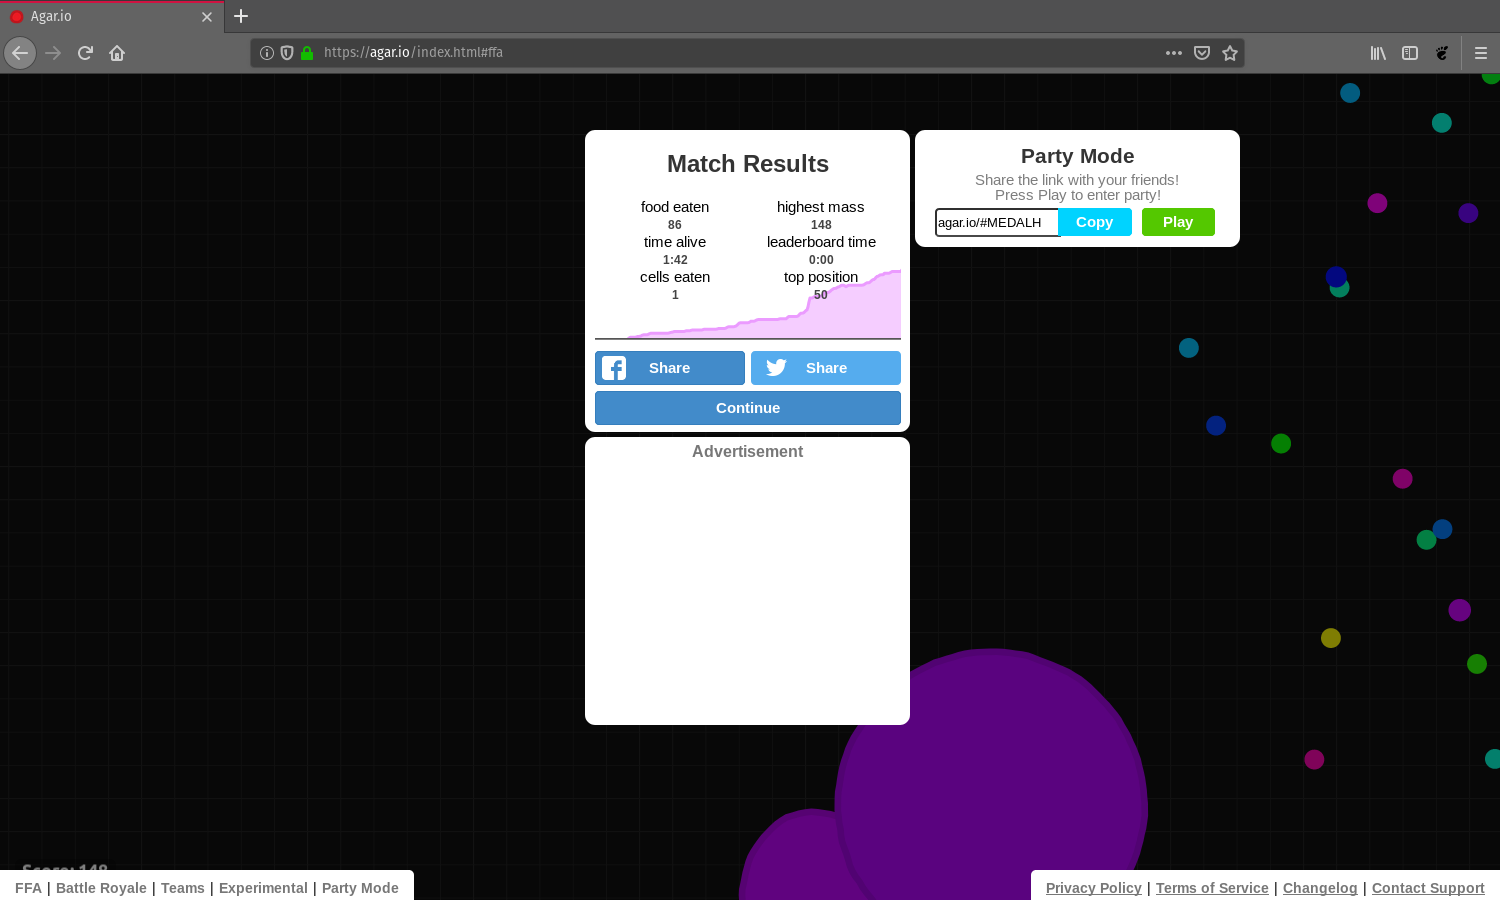 Agar.io
https://agar.io/index.html#ffa
Match Results
food eaten
86
highest mass
148
time alive
1:42
leaderboard time
0:00
cells eaten
1
top position
50
Share
Share
Continue
Advertisement
Party Mode
Share the link with your friends!
Press Play to enter party!
agar.io/#MEDALH
Copy
Play
Score: 148
FFA | Battle Royale | Teams | Experimental | Party Mode
Privacy Policy | Terms of Service | Changelog | Contact Support